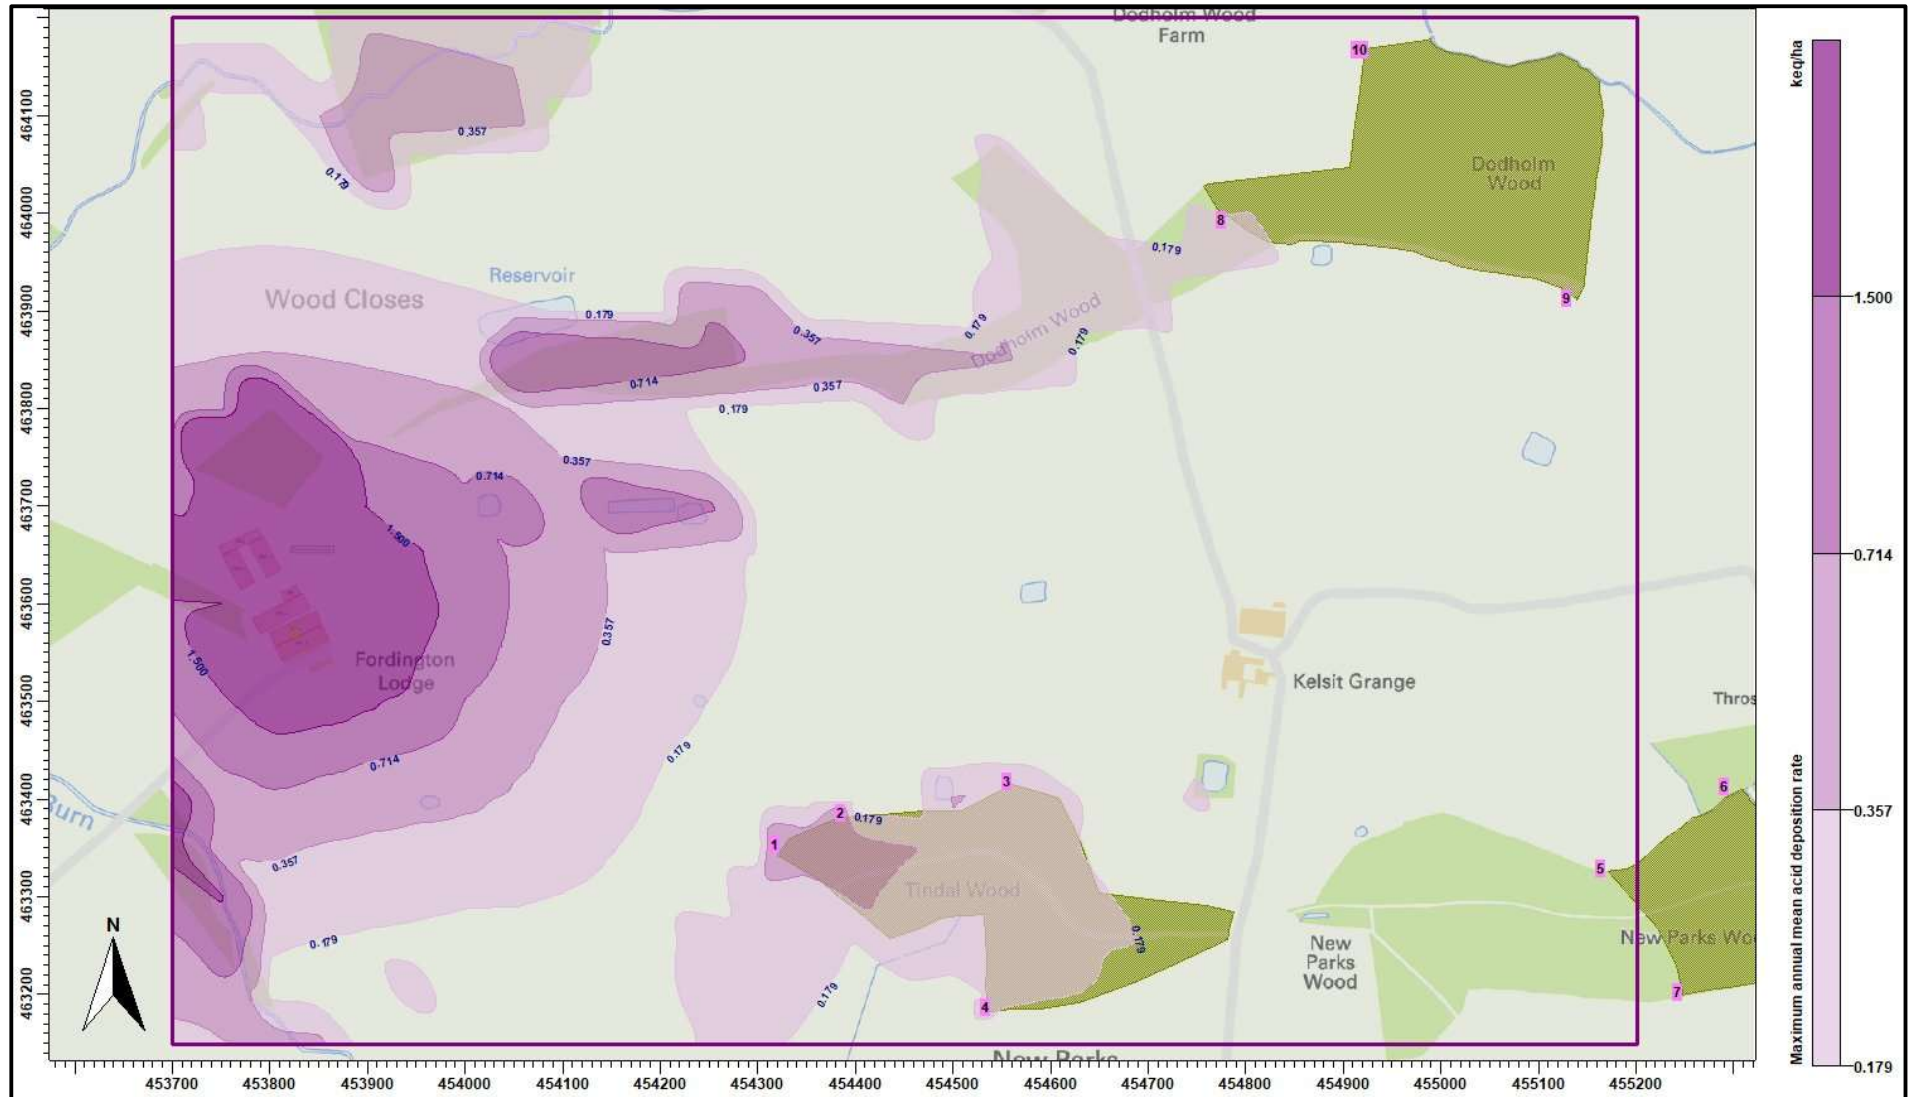 Dodholm Wood
Farm
10
keq/ha
464100
0.357
0.179
Dodholm
Wood
464000
8
0.179
Reservoir
Wood Closes
463900
0.179
0.357
0.179
Dodholm Wood
0.179
9
1.500
0.714
0.357
463800
0.179
0.357
0.714
463700
1.500
0.714
463600
0.357
1.500
Fordington
Lodge
Kelsit Grange
463500
Thros
0.179
0.714
3
6
463400
Burn
2
0.179
0.357
1
0.357
5
463300
Tindal Wood
N
0.179
0.179
New
Parks
Wood
New Parks Wo
463200
0.179
4
7
New Parks
Maximum annual mean acid deposition rate
0.179
453700 453800 453900 454000 454100 454200 454300 454400 454500 454600 454700 454800 454900 455000 455100 455200